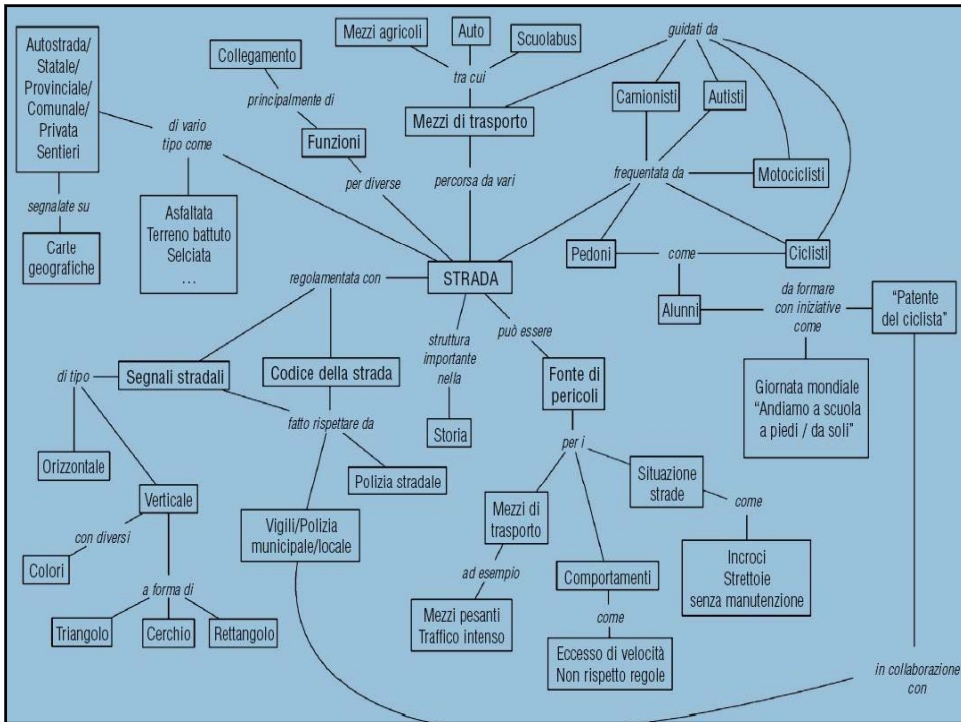 Mezzi agricoli
Auto
Scuolabus
guidati da
Autostrada/
Statale/
Provinciale/
Comunale/
Privata
Sentieri
Collegamento
tra cui
principalmente di
Camionisti
Autisti
Mezzi di trasporto
di vario
tipo come
Funzioni
per diverse
percorsa da vari
frequentata da
Motociclisti
segnalate su
Asfaltata
Terreno battuto
Selciata
…
Carte
geografiche
Pedoni
come
Ciclisti
regolamentata con
STRADA
Alunni
da formare
con iniziative
come
"Patente
del ciclista"
struttura
importante
nella
può essere
di tipo
Segnali stradali
Codice della strada
Fonte di
pericoli
Giornata mondiale
"Andiamo a scuola
a piedi / da soli"
fatto rispettare da
Storia
per i
Orizzontale
Polizia stradale
Situazione
strade
come
Verticale
Mezzi di
trasporto
con diversi
Vigili/Polizia
municipale/locale
Colori
ad esempio
Comportamenti
Incroci
Strettoie
senza manutenzione
a forma di
Mezzi pesanti
Traffico intenso
come
Triangolo
Cerchio
Rettangolo
Eccesso di velocità
Non rispetto regole
in collaborazione
con